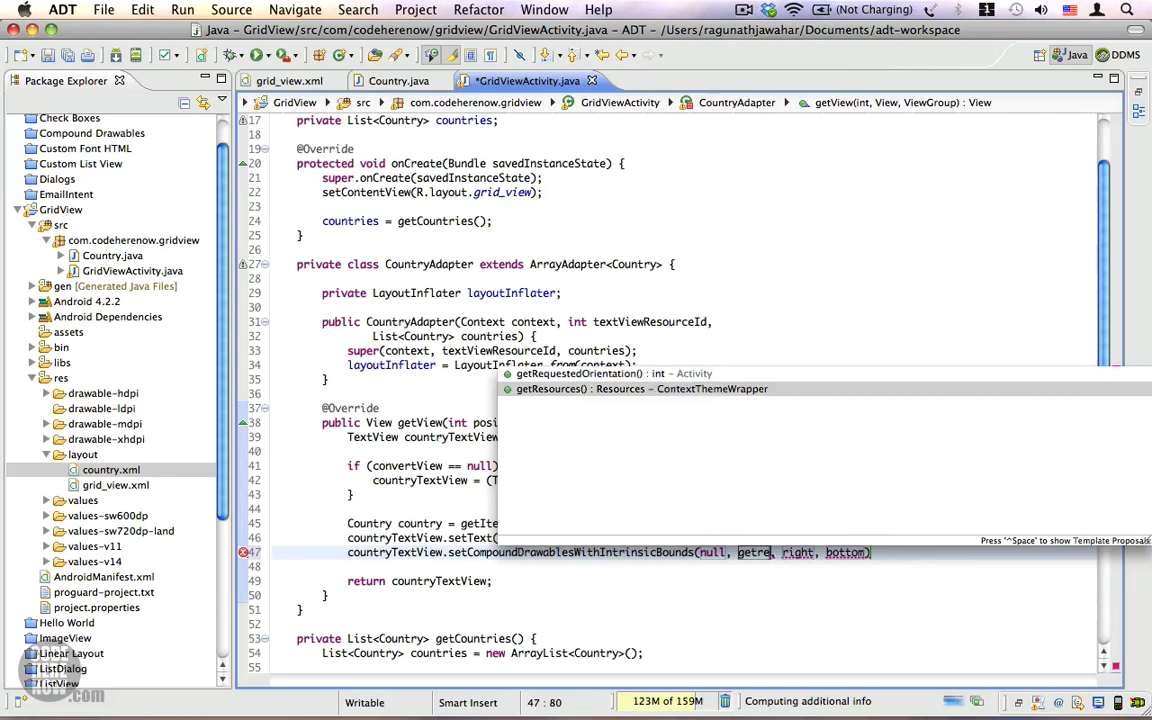 ADT File Edit Run Source Navigate Search Project Refactor Window Help (Not Charging)
Java – GridView/src/com/codeherenow/gridview/GridViewActivity.java – ADT – /Users/ragunathjawahar/Documents/adt-workspace
Java DDMS
Package Explorer
grid_view.xml Country.java *GridViewActivity.java
GridView src com.codeherenow.gridview GridViewActivity CountryAdapter getView(int, View, ViewGroup) : View
Check Boxes
Compound Drawables
Custom Font HTML
Custom List View
Dialogs
EmailIntent
GridView
src
com.codeherenow.gridview
Country.java
GridViewActivity.java
gen [Generated Java Files]
Android 4.2.2
Android Dependencies
assets
bin
libs
res
drawable-hdpi
drawable-ldpi
drawable-mdpi
drawable-xhdpi
layout
country.xml
grid_view.xml
values
values-sw600dp
values-sw720dp-land
values-v11
values-v14
AndroidManifest.xml
proguard-project.txt
project.properties
Hello World
ImageView
Linear Layout
ListDialog
ListView
17 private List<Country> countries;
18
19 @Override
20 protected void onCreate(Bundle savedInstanceState) {
21 super.onCreate(savedInstanceState);
22 setContentView(R.layout.grid_view);
23
24 countries = getCountries();
25 }
26
27 private class CountryAdapter extends ArrayAdapter<Country> {
28
29 private LayoutInflater layoutInflater;
30
31 public CountryAdapter(Context context, int textViewResourceId,
32 List<Country> countries) {
33 super(context, textViewResourceId, countries);
34 layoutInflater = LayoutInflater.from(context);
35 }
36
37 @Override
38 public View getView(int posi
39 TextView countryTextView
40
41 if (convertView == null)
42 countryTextView = (T
43 }
44
45 Country country = getIte
46 countryTextView.setText(
47 countryTextView.setCompoundDrawablesWithIntrinsicBounds(null, getre, right, bottom)
48
49 return countryTextView;
50 }
51 }
52
53 private List<Country> getCountries() {
54 List<Country> countries = new ArrayList<Country>();
55
getRequestedOrientation() : int – Activity
getResources() : Resources – ContextThemeWrapper
Press '^Space' to show Template Proposals
CODE
HERE
NOW
.com
Writable Smart Insert 47 : 80 123M of 159M Computing additional info